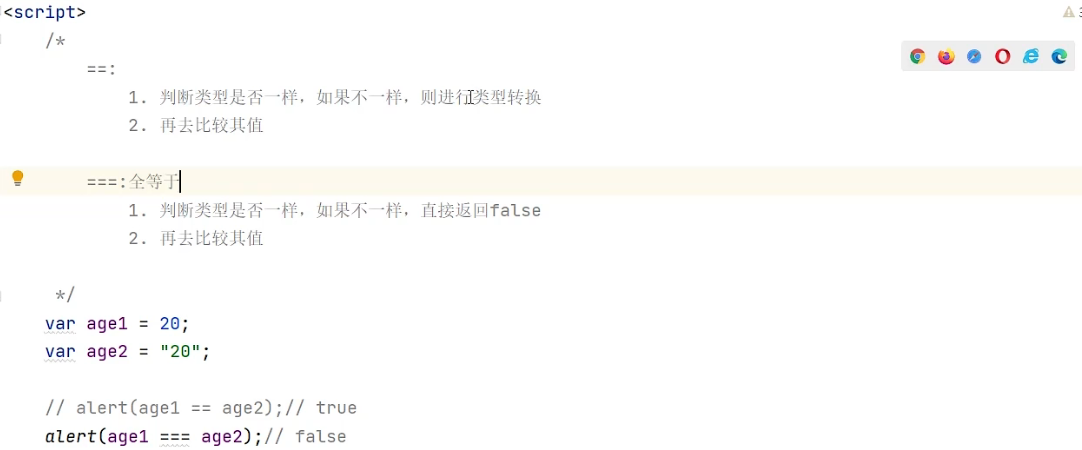 <script>
/*
==:
1. 判断类型是否一样，如果不一样，则进行类型转换
2. 再去比较其值
===:全等于
1. 判断类型是否一样，如果不一样，直接返回false
2. 再去比较其值
*/
var age1 = 20;
var age2 = "20";
// alert(age1 == age2);// true
alert(age1 === age2);// false